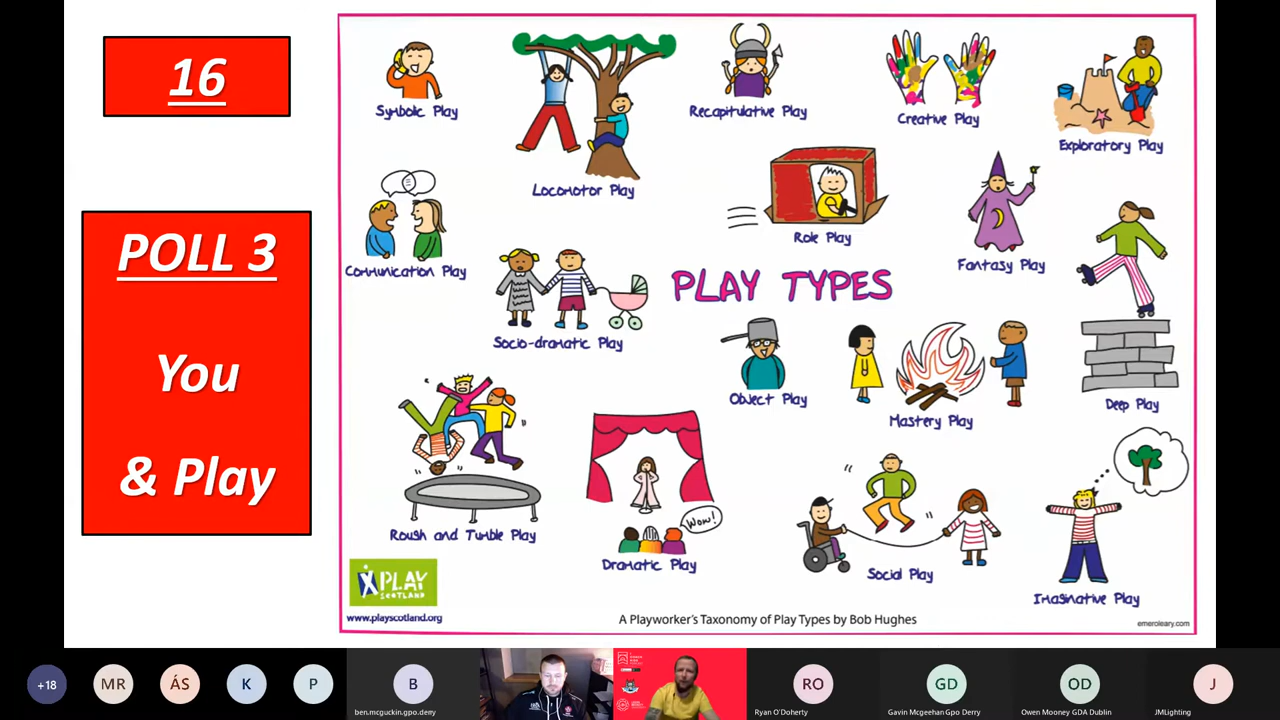 16
POLL 3
You
& Play
Symbolic Play
Locomotor Play
Recapitulative Play
Creative Play
Exploratory Play
Communication Play
Role Play
Fantasy Play
Socio-dramatic Play
PLAY TYPES
Object Play
Mastery Play
Deep Play
Rough and Tumble Play
Wow!
Dramatic Play
Social Play
Imaginative Play
PLAY
SCOTLAND
www.playscotland.org
A Playworker's Taxonomy of Play Types by Bob Hughes
emeroleary.com
+18
MR
ÁS
K
P
B
RO
GD
OD
J
ben.mcguckin.gpo.derry
Ryan O'Doherty
Gavin Mcgeehan Gpo Derry
Owen Mooney GDA Dublin
JMLighting